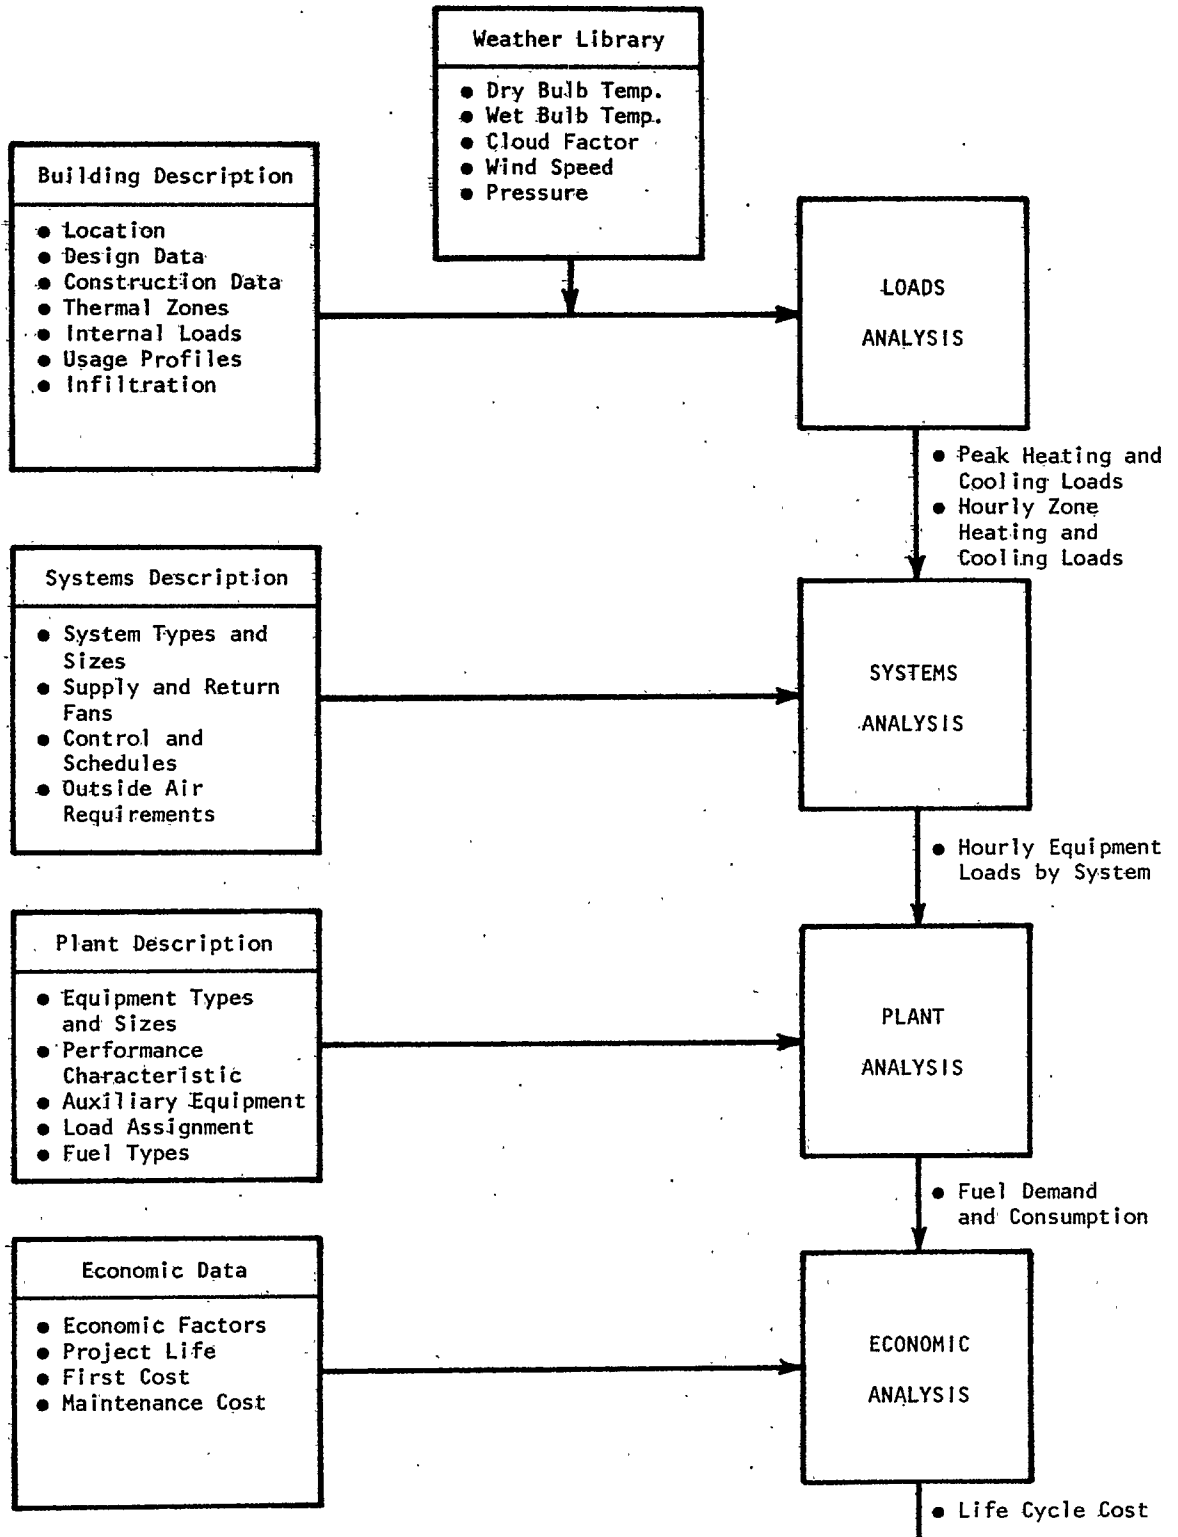 Weather Library
● Dry Bulb Temp.
● Wet Bulb Temp.
● Cloud Factor
● Wind Speed
● Pressure
Building Description
● Location
● Design Data
● Construction Data
● Thermal Zones
● Internal Loads
● Usage Profiles
● Infiltration
LOADS
ANALYSIS
● Peak Heating and
Cooling Loads
● Hourly Zone
Heating and
Cooling Loads
Systems Description
● System Types and
Sizes
● Supply and Return
Fans
● Control and
Schedules
● Outside Air
Requirements
SYSTEMS
ANALYSIS
● Hourly Equipment
Loads by System
Plant Description
● Equipment Types
and Sizes
● Performance
Characteristic
● Auxiliary Equipment
● Load Assignment
● Fuel Types
PLANT
ANALYSIS
● Fuel Demand
and Consumption
Economic Data
● Economic Factors
● Project Life
● First Cost
● Maintenance Cost
ECONOMIC
ANALYSIS
● Life Cycle Cost